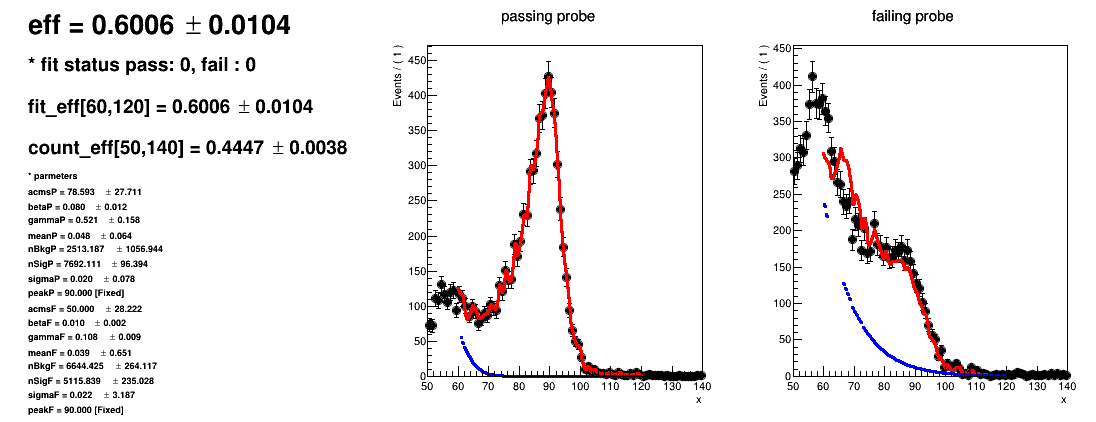 eff = 0.6006 ± 0.0104
* fit status pass: 0, fail : 0
fit_eff[60,120] = 0.6006 ± 0.0104
count_eff[50,140] = 0.4447 ± 0.0038
* parmeters
acmsP = 78.593 ± 27.711
betaP = 0.080 ± 0.012
gammaP = 0.521 ± 0.158
meanP = 0.048 ± 0.064
nBkgP = 2513.187 ± 1056.944
nSigP = 7692.111 ± 96.394
sigmaP = 0.020 ± 0.078
peakP = 90.000 [Fixed]
acmsF = 50.000 ± 28.222
betaF = 0.010 ± 0.002
gammaF = 0.108 ± 0.009
meanF = 0.039 ± 0.651
nBkgF = 6644.425 ± 264.117
nSigF = 5115.839 ± 235.028
sigmaF = 0.022 ± 3.187
peakF = 90.000 [Fixed]
passing probe
Events / ( 1 )
450
400
350
300
250
200
150
100
50
0
50 60 70 80 90 100 110 120 130 140
x
failing probe
Events / ( 1 )
450
400
350
300
250
200
150
100
50
0
50 60 70 80 90 100 110 120 130 140
x